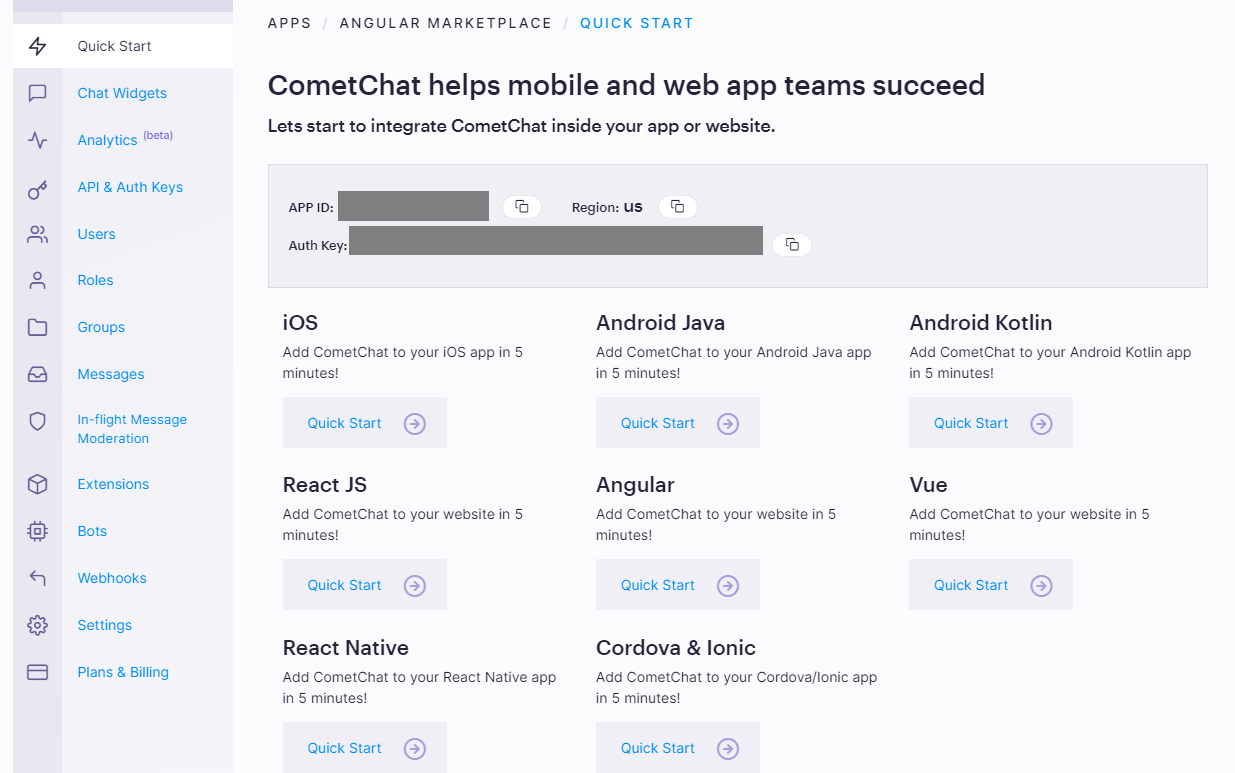 Quick Start
Chat Widgets
Analytics (beta)
API & Auth Keys
Users
Roles
Groups
Messages
In-flight Message
Moderation
Extensions
Bots
Webhooks
Settings
Plans & Billing
APPS / ANGULAR MARKETPLACE / QUICK START
CometChat helps mobile and web app teams succeed
Lets start to integrate CometChat inside your app or website.
APP ID: Region: us
Auth Key:
iOS
Add CometChat to your iOS app in 5
minutes!
Quick Start
Android Java
Add CometChat to your Android Java app
in 5 minutes!
Quick Start
Android Kotlin
Add CometChat to your Android Kotlin app
in 5 minutes!
Quick Start
React JS
Add CometChat to your website in 5
minutes!
Quick Start
Angular
Add CometChat to your website in 5
minutes!
Quick Start
Vue
Add CometChat to your website in 5
minutes!
Quick Start
React Native
Add CometChat to your React Native app
in 5 minutes!
Quick Start
Cordova & Ionic
Add CometChat to your Cordova/Ionic app
in 5 minutes!
Quick Start